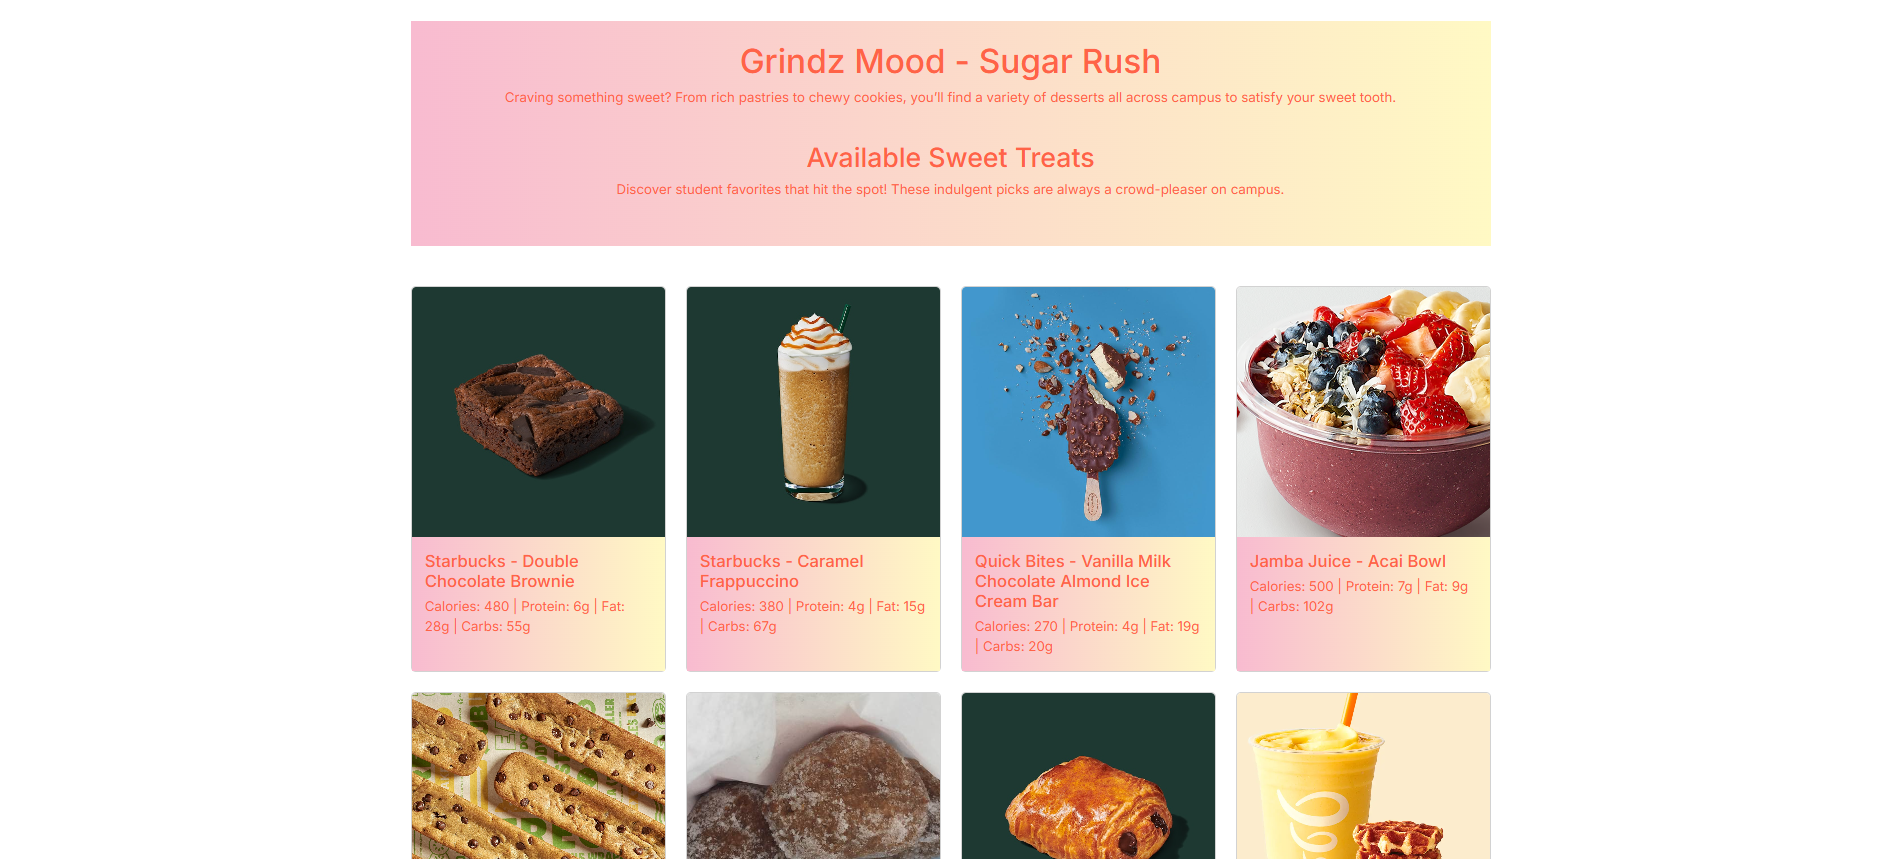 Grindz Mood - Sugar Rush
Craving something sweet? From rich pastries to chewy cookies, you'll find a variety of desserts all across campus to satisfy your sweet tooth.
Available Sweet Treats
Discover student favorites that hit the spot! These indulgent picks are always a crowd-pleaser on campus.
Starbucks - Double
Chocolate Brownie
Calories: 480 | Protein: 6g | Fat:
28g | Carbs: 55g
Starbucks - Caramel
Frappuccino
Calories: 380 | Protein: 4g | Fat: 15g
| Carbs: 67g
Quick Bites - Vanilla Milk
Chocolate Almond Ice
Cream Bar
Calories: 270 | Protein: 4g | Fat: 19g
| Carbs: 20g
Jamba Juice - Acai Bowl
Calories: 500 | Protein: 7g | Fat: 9g
| Carbs: 102g